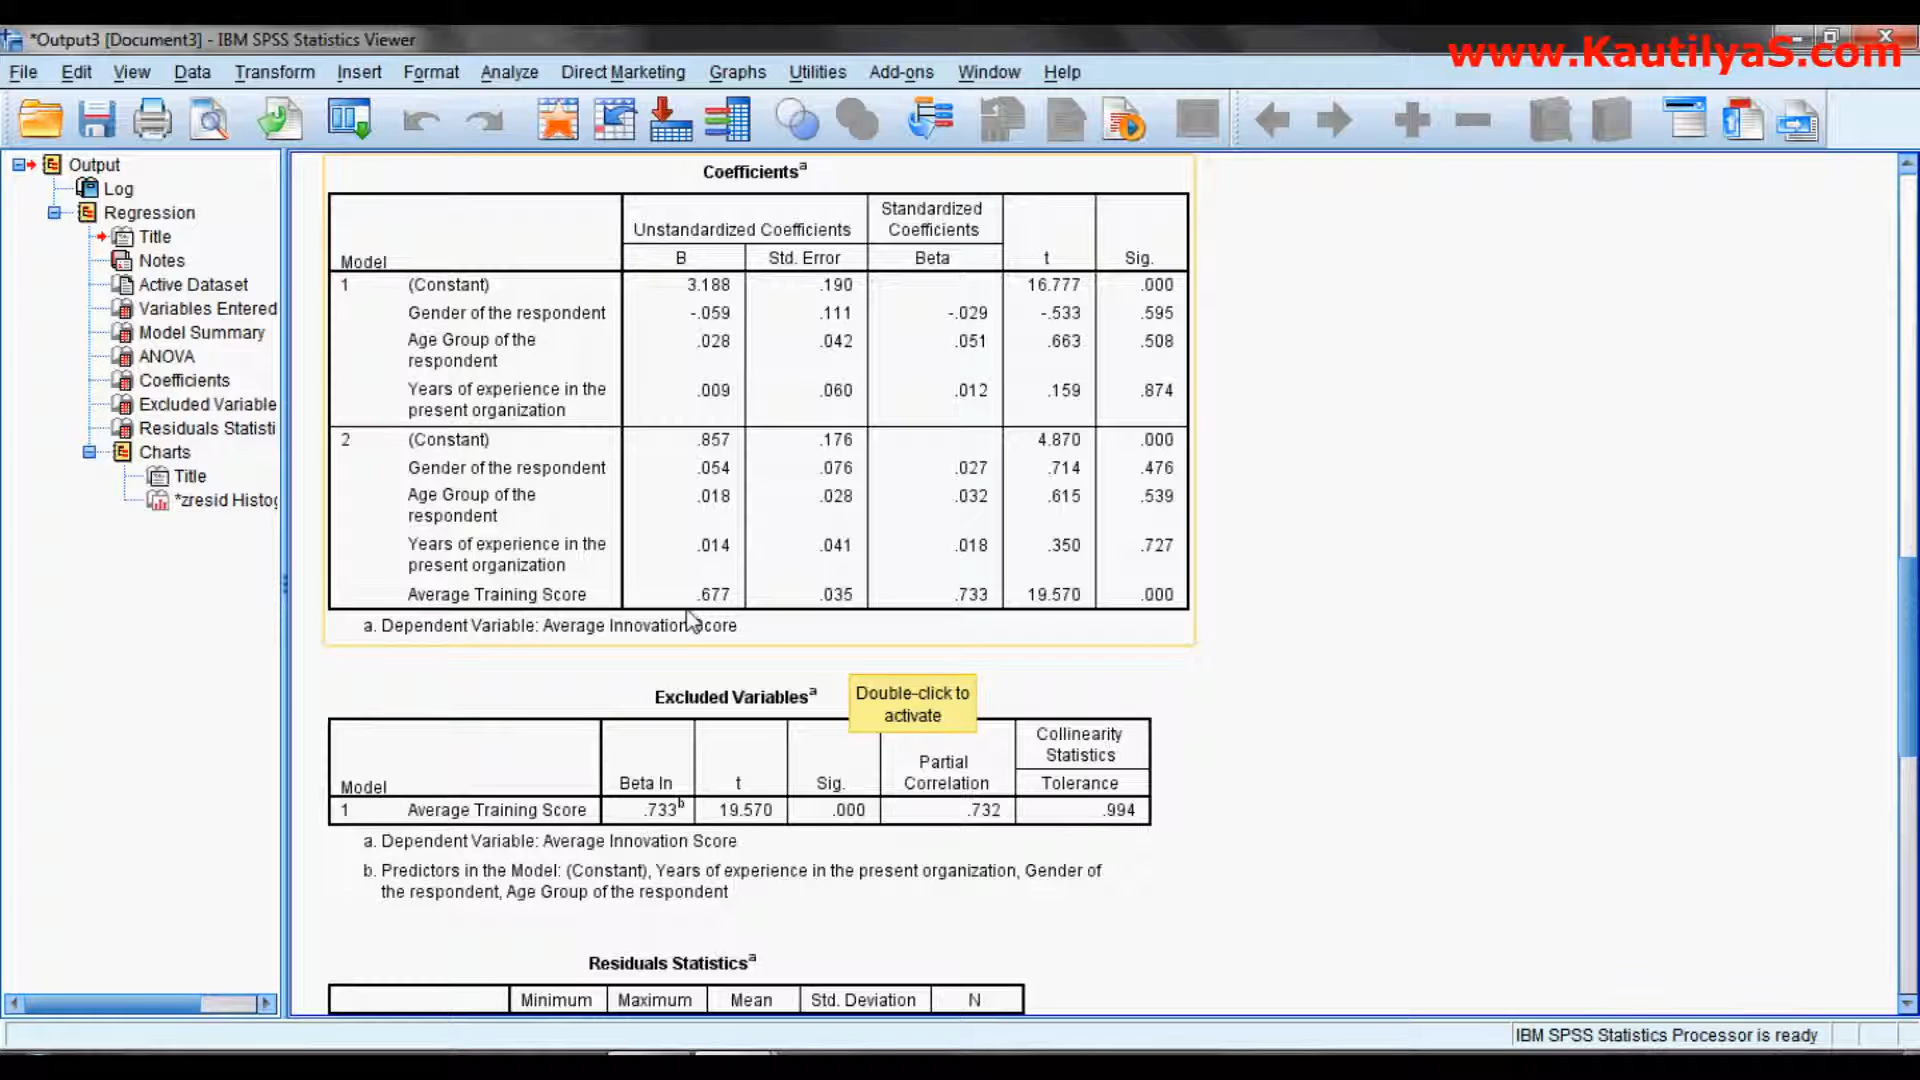 *Output3 [Document3] - IBM SPSS Statistics Viewer
www.KautilyaS.com
File Edit View Data Transform Insert Format Analyze Direct Marketing Graphs Utilities Add-ons Window Help
Output
Log
Regression
Title
Notes
Active Dataset
Variables Entered
Model Summary
ANOVA
Coefficients
Excluded Variable
Residuals Statisti
Charts
Title
*zresid Histog
Coefficientsa
Model Unstandardized Coefficients Standardized Coefficients t Sig.
B Std. Error Beta
1 (Constant) 3.188 .190 16.777 .000
Gender of the respondent -.059 .111 -.029 -.533 .595
Age Group of the respondent .028 .042 .051 .663 .508
Years of experience in the present organization .009 .060 .012 .159 .874
2 (Constant) .857 .176 4.870 .000
Gender of the respondent .054 .076 .027 .714 .476
Age Group of the respondent .018 .028 .032 .615 .539
Years of experience in the present organization .014 .041 .018 .350 .727
Average Training Score .677 .035 .733 19.570 .000
a. Dependent Variable: Average Innovation Score
Excluded Variablesa
Double-click to activate
Model Beta In t Sig. Partial Correlation Collinearity Statistics
Tolerance
1 Average Training Score .733b 19.570 .000 .732 .994
a. Dependent Variable: Average Innovation Score
b. Predictors in the Model: (Constant), Years of experience in the present organization, Gender of
the respondent, Age Group of the respondent
Residuals Statisticsa
Minimum Maximum Mean Std. Deviation N
IBM SPSS Statistics Processor is ready